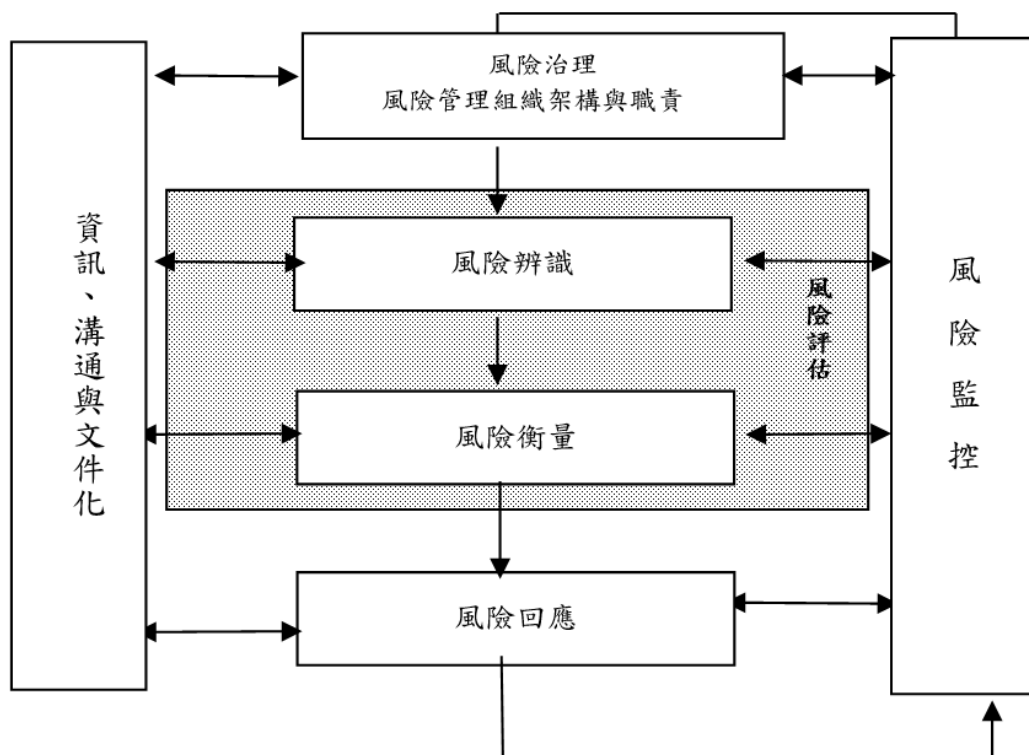 風險治理
風險管理組織架構與職責
資訊、溝通與文件化
風險辨識
風險評估
風險監控
風險衡量
風險回應